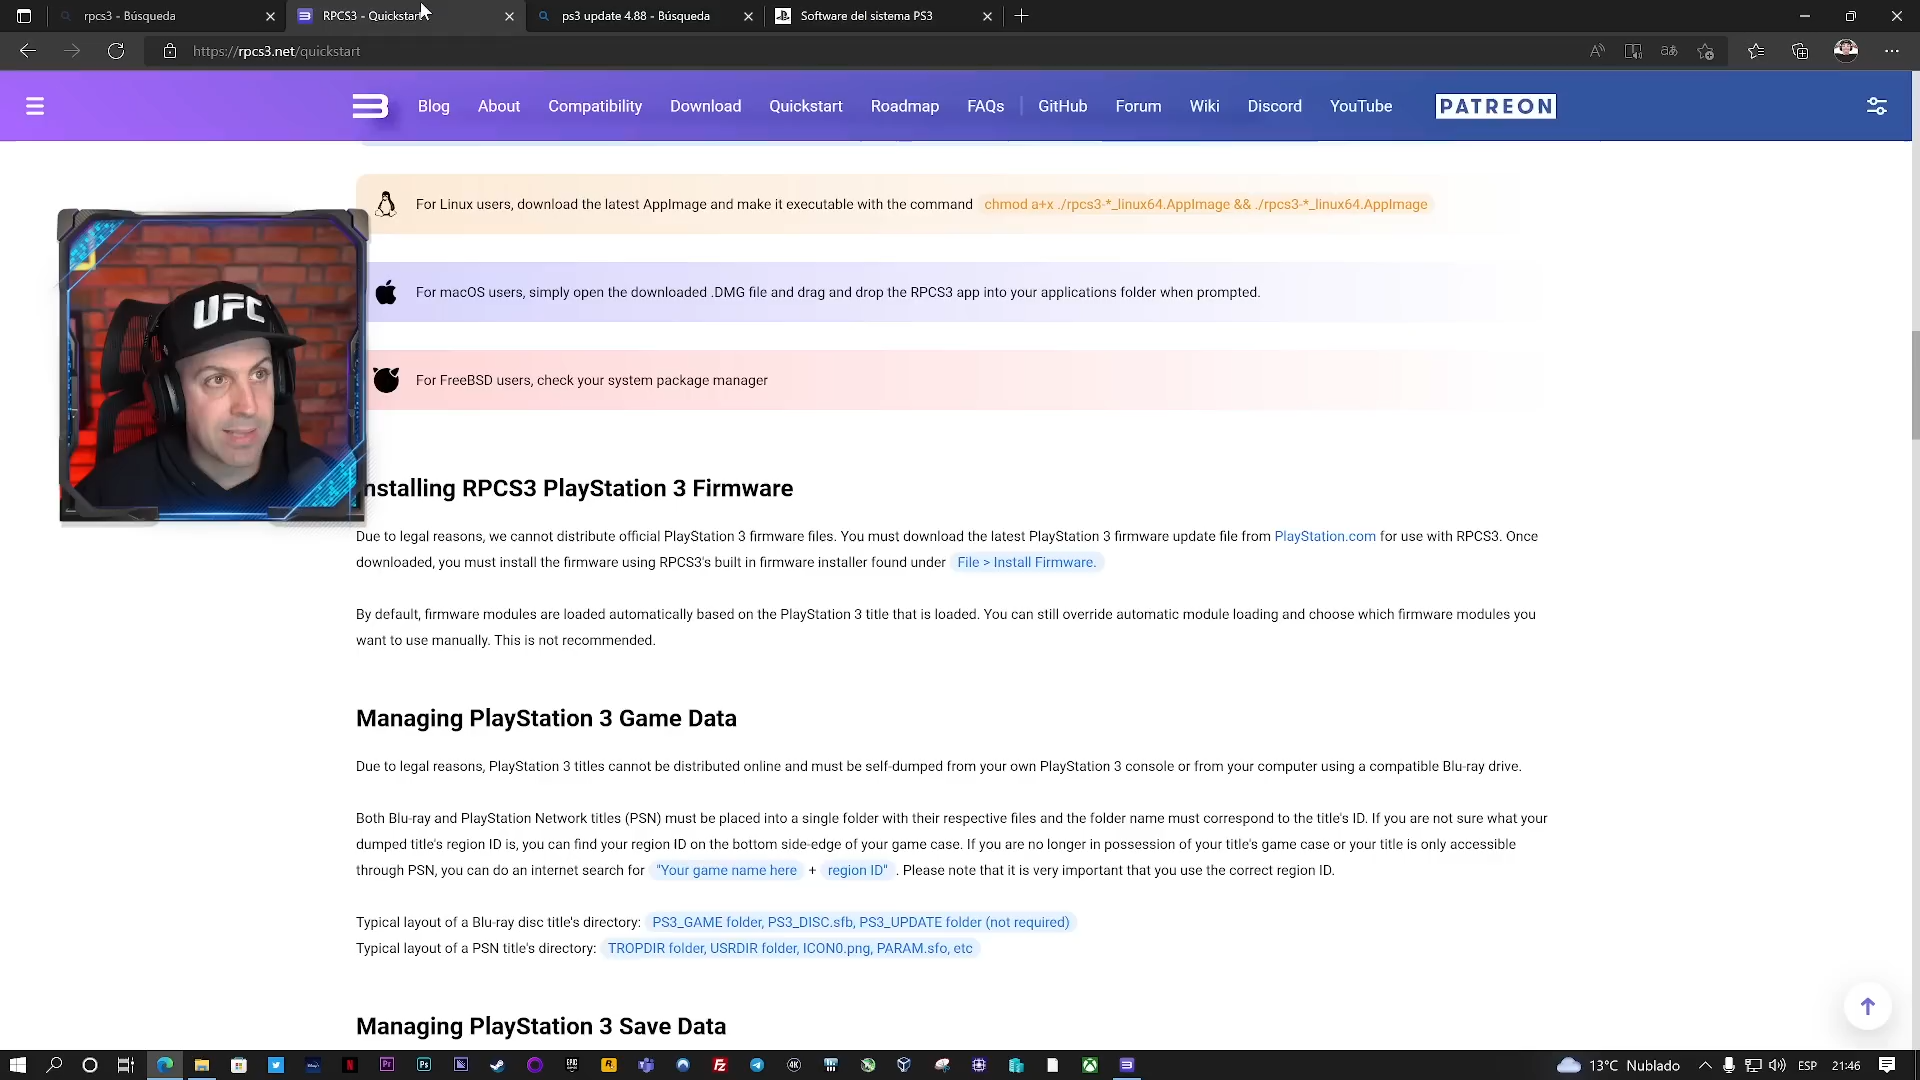 rpcs3 - Búsqueda
RPCS3 - Quickstart
ps3 update 4.88 - Búsqueda
Software del sistema PS3
https://rpcs3.net/quickstart
Blog About Compatibility Download Quickstart Roadmap FAQs GitHub Forum Wiki Discord YouTube PATREON
For Linux users, download the latest AppImage and make it executable with the command chmod a+x ./rpcs3-*_linux64.AppImage && ./rpcs3-*_linux64.AppImage
For macOS users, simply open the downloaded .DMG file and drag and drop the RPCS3 app into your applications folder when prompted.
For FreeBSD users, check your system package manager
UFC
nstalling RPCS3 PlayStation 3 Firmware
Due to legal reasons, we cannot distribute official PlayStation 3 firmware files. You must download the latest PlayStation 3 firmware update file from PlayStation.com for use with RPCS3. Once
downloaded, you must install the firmware using RPCS3's built in firmware installer found under File > Install Firmware.
By default, firmware modules are loaded automatically based on the PlayStation 3 title that is loaded. You can still override automatic module loading and choose which firmware modules you
want to use manually. This is not recommended.
Managing PlayStation 3 Game Data
Due to legal reasons, PlayStation 3 titles cannot be distributed online and must be self-dumped from your own PlayStation 3 console or from your computer using a compatible Blu-ray drive.
Both Blu-ray and PlayStation Network titles (PSN) must be placed into a single folder with their respective files and the folder name must correspond to the title's ID. If you are not sure what your
dumped title's region ID is, you can find your region ID on the bottom side-edge of your game case. If you are no longer in possession of your title's game case or your title is only accessible
through PSN, you can do an internet search for "Your game name here + region ID" . Please note that it is very important that you use the correct region ID.
Typical layout of a Blu-ray disc title's directory: PS3_GAME folder, PS3_DISC.sfb, PS3_UPDATE folder (not required)
Typical layout of a PSN title's directory: TROPDIR folder, USRDIR folder, ICON0.png, PARAM.sfo, etc
Managing PlayStation 3 Save Data
13°C Nublado
ESP
21:46